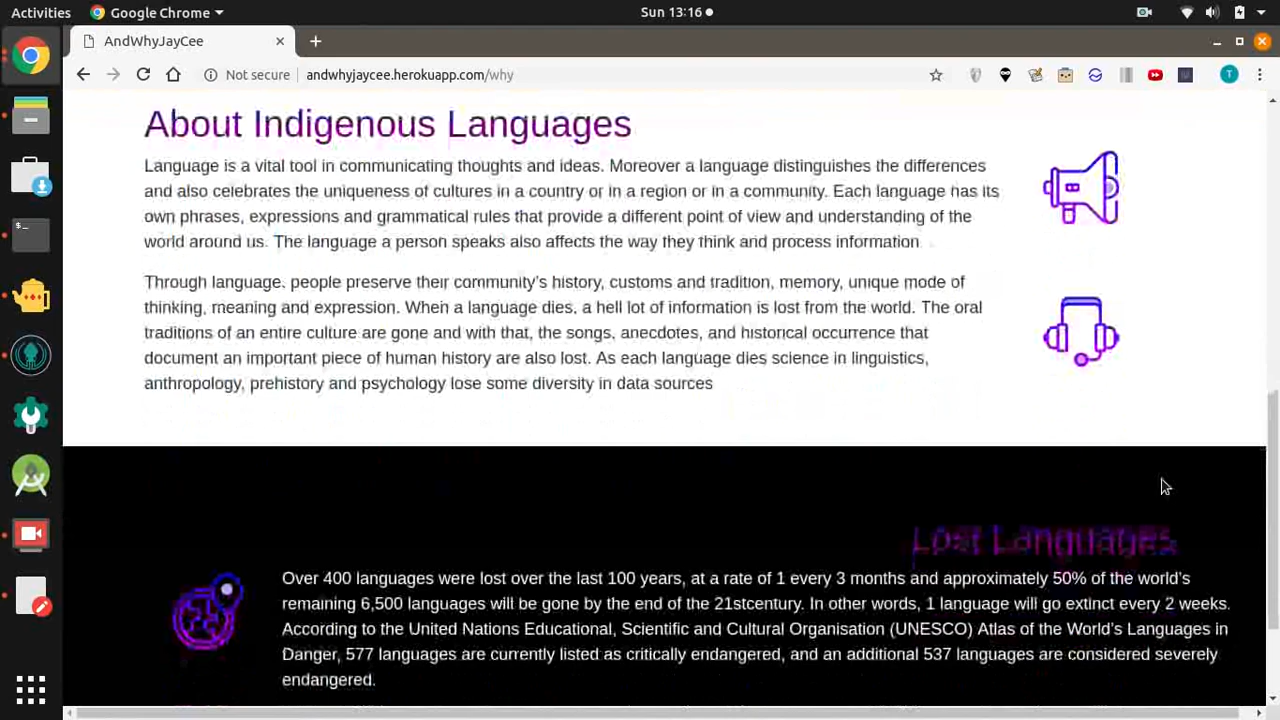 Activities Google Chrome Sun 13:16
AndWhyJayCee
Not secure andwhyjaycee.herokuapp.com/why T
About Indigenous Languages
Language is a vital tool in communicating thoughts and ideas. Moreover a language distinguishes the differences
and also celebrates the uniqueness of cultures in a country or in a region or in a community. Each language has its
own phrases, expressions and grammatical rules that provide a different point of view and understanding of the
world around us. The language a person speaks also affects the way they think and process information
Through language, people preserve their community's history, customs and tradition, memory, unique mode of
thinking, meaning and expression. When a language dies, a hell lot of information is lost from the world. The oral
traditions of an entire culture are gone and with that, the songs, anecdotes, and historical occurrence that
document an important piece of human history are also lost. As each language dies science in linguistics,
anthropology, prehistory and psychology lose some diversity in data sources
Lost Languages
Over 400 languages were lost over the last 100 years, at a rate of 1 every 3 months and approximately 50% of the world's
remaining 6,500 languages will be gone by the end of the 21stcentury. In other words, 1 language will go extinct every 2 weeks.
According to the United Nations Educational, Scientific and Cultural Organisation (UNESCO) Atlas of the World's Languages in
Danger, 577 languages are currently listed as critically endangered, and an additional 537 languages are considered severely
endangered.